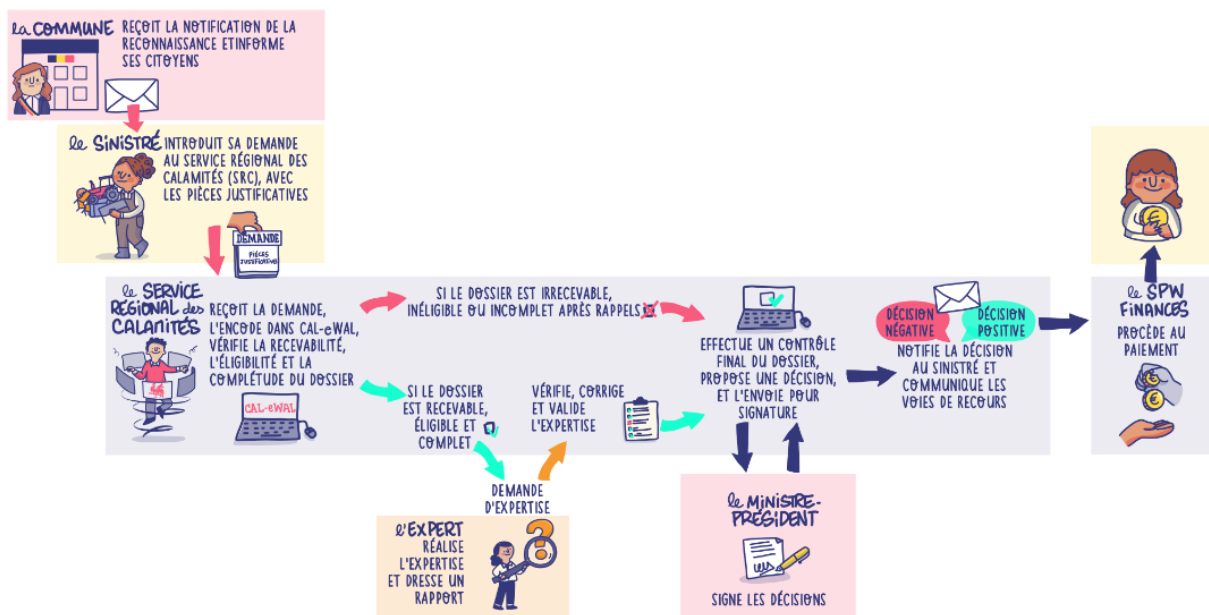 la COMMUNE
REÇOIT LA NOTIFICATION DE LA
RECONNAISSANCE ETINFORME
SES CITOYENS
le SINISTRÉ
INTRODUIT SA DEMANDE
AU SERVICE RÉGIONAL DES
CALAMITÉS (SRC), AVEC
LES PIÈCES JUSTIFICATIVES
DEMANDE
PIÈCES
JUSTIFICATIVES
le SERVICE
RÉGIONAL des
CALAMITÉS
REÇOIT LA DEMANDE,
L'ENCODE DANS CAL-eWAL,
VÉRIFIE LA RECEVABILITÉ,
L'ÉLIGIBILITÉ ET LA
COMPLÉTUDE DU DOSSIER
CAL-eWAL
SI LE DOSSIER EST IRRECEVABLE,
INÉLIGIBLE OU INCOMPLET APRÈS RAPPELS
SI LE DOSSIER
EST RECEVABLE,
ÉLIGIBLE ET
COMPLET
DEMANDE
D'EXPERTISE
l'EXPERT
RÉALISE
L'EXPERTISE
ET DRESSE UN
RAPPORT
VÉRIFIE, CORRIGE
ET VALIDE
L'EXPERTISE
EFFECTUE UN CONTRÔLE
FINAL DU DOSSIER,
PROPOSE UNE DÉCISION,
ET L'ENVOIE POUR
SIGNATURE
le MINISTRE-
PRÉSIDENT
SIGNE LES DÉCISIONS
DÉCISION
NÉGATIVE
DÉCISION
POSITIVE
NOTIFIE LA DÉCISION
AU SINISTRÉ ET
COMMUNIQUE LES
VOIES DE RECOURS
le SPW
FINANCES
PROCÈDE AU
PAIEMENT